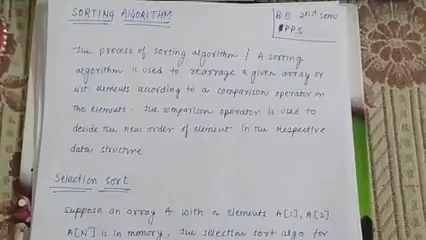 SORTING ALGORITHM
B.E 2nd sem
PPS
The process of sorting algorithm / A sorting
algorithm is used to rearrange a given array or
list elements according to a comparison operator on
the elements. The comparison operator is used to
decide the new order of element in the respective
data structure
Selection Sort
Suppose an array A with n elements A[1], A[2]
A[N] is in memory, The selection sort algo for